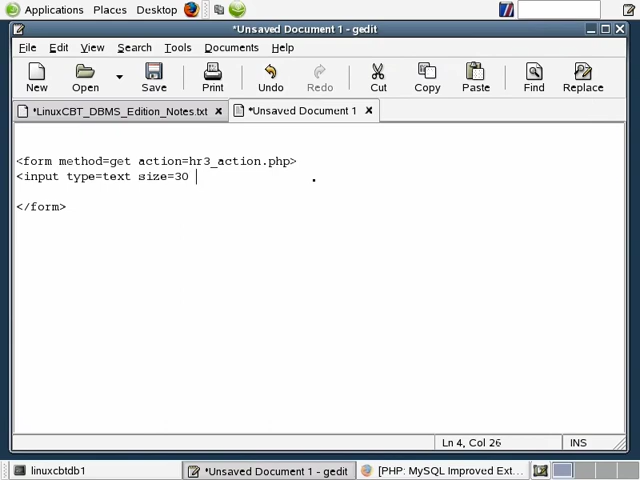 Applications Places Desktop
*Unsaved Document 1 - gedit
File Edit View Search Tools Documents Help
New Open Save Print Undo Redo Cut Copy Paste Find Replace
*LinuxCBT_DBMS_Edition_Notes.txt *Unsaved Document 1
<form method=get action=hr3_action.php>
<input type=text size=30
</form>
Ln 4, Col 26 INS
linuxcbtdb1 *Unsaved Document 1 - gedit [PHP: MySQL Improved Ext...